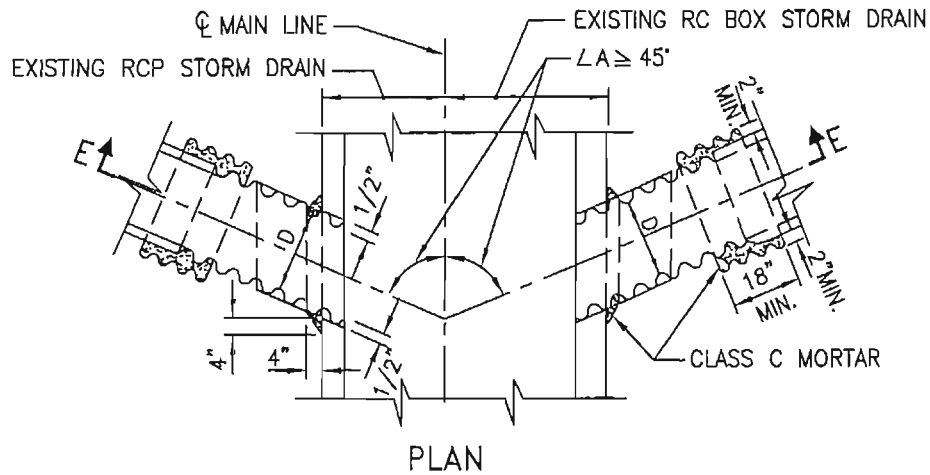 ℄ MAIN LINE
EXISTING RC BOX STORM DRAIN
EXISTING RCP STORM DRAIN
∠A ≥ 45°
2" MIN.
E
E
1/2"
D
D
18" MIN.
2" MIN.
4"
4"
1/2"
CLASS C MORTAR
PLAN